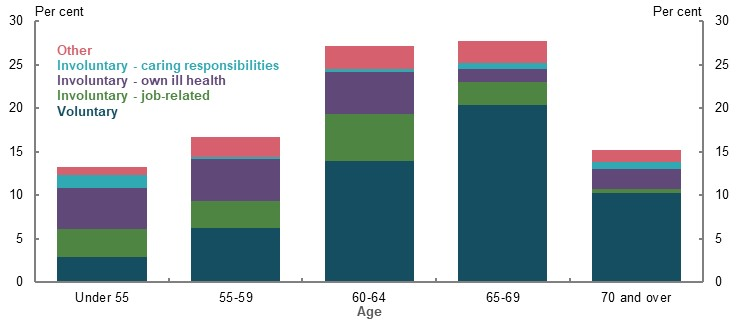 Per cent
Per cent
30
30
Other
Involuntary - caring responsibilities
Involuntary - own ill health
Involuntary - job-related
Voluntary
25
25
20
20
15
15
10
10
5
5
0
0
Under 55
55-59
60-64
65-69
70 and over
Age